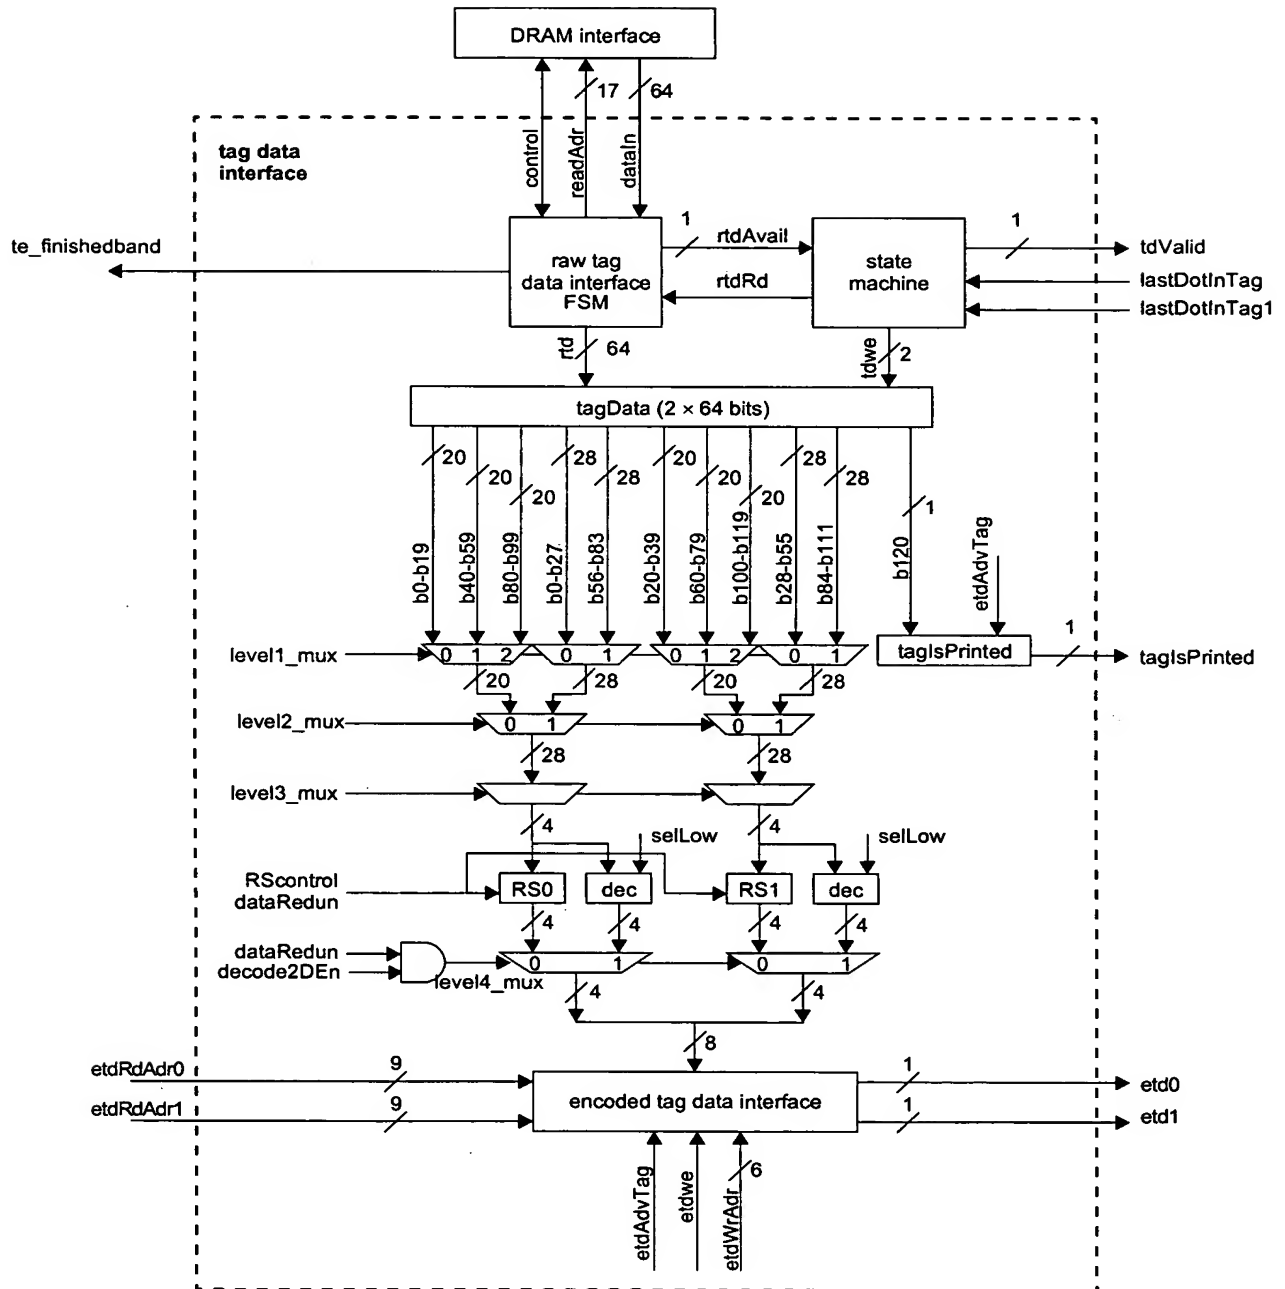 DRAM interface
17
64
tag data
interface
control
readAdr
dataIn
te_finishedband
raw tag
data interface
FSM
1
rtdAvail
rtdRd
state
machine
1
tdValid
lastDotInTag
lastDotInTag1
rtd
64
tdwe
2
tagData (2 × 64 bits)
20
20
20
28
28
20
20
20
28
28
1
b0-b19
b40-b59
b80-b99
b0-b27
b56-b83
b20-b39
b60-b79
b100-b119
b28-b55
b84-b111
b120
etdAdvTag
level1_mux
0 1 2
0 1
0 1 2
0 1
tagIsPrinted
1
tagIsPrinted
20
28
20
28
level2_mux
0 1
0 1
28
28
level3_mux
4
4
selLow
selLow
RScontrol
dataRedun
RS0
dec
RS1
dec
4
4
4
4
dataRedun
decode2DEn
level4_mux
0 1
0 1
4
4
8
etdRdAdr0
9
etdRdAdr1
9
encoded tag data interface
1
etd0
1
etd1
etdAdvTag
etdwe
etdWrAdr
6